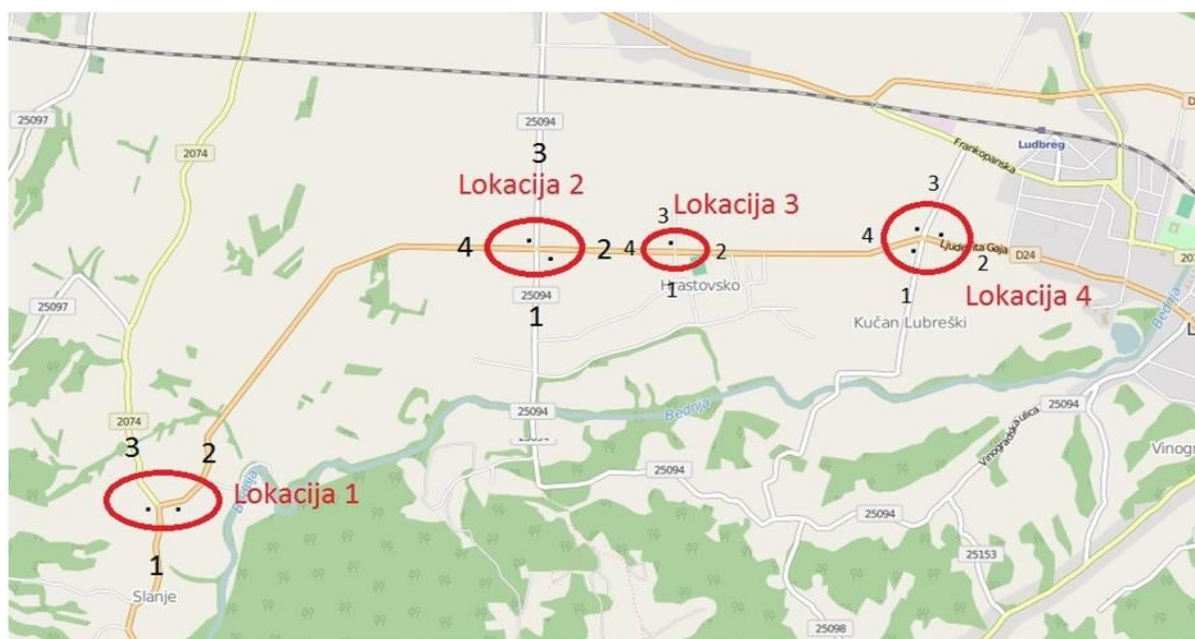 D
25097
25094
2074
3
Lokacija 2
4
2
1
25094
3
Lokacija 3
4
2
1
Hrastovsko
Frankopanska
Ludbreg
3
4
Ljudevita Gaja
D24
2
1
Lokacija 4
Kučan Lubreški
Bednja
25097
2074
3
2
Lokacija 1
Bednja
1
Slanje
25094
Bednja
25094
25094
25153
25098
Vinogradska ulica
25094